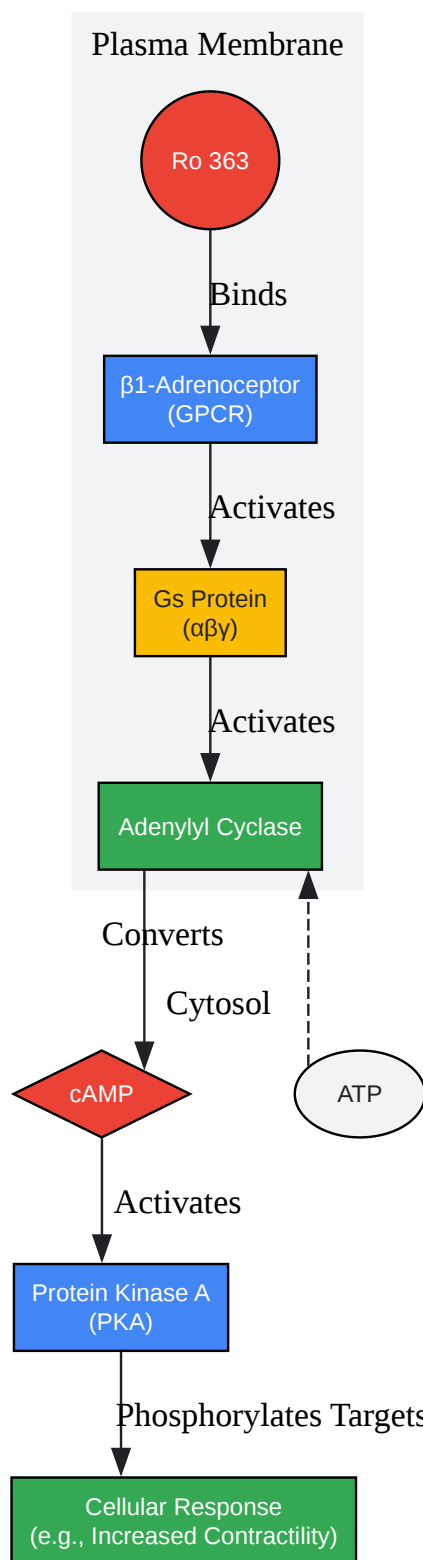 Plasma Membrane
Ro 363
Binds
β1-Adrenoceptor
(GPCR)
Activates
Gs Protein
(αβγ)
Activates
Adenylyl Cyclase
Converts
Cytosol
cAMP
ATP
Activates
Protein Kinase A
(PKA)
Phosphorylates Targets
Cellular Response
(e.g., Increased Contractility)